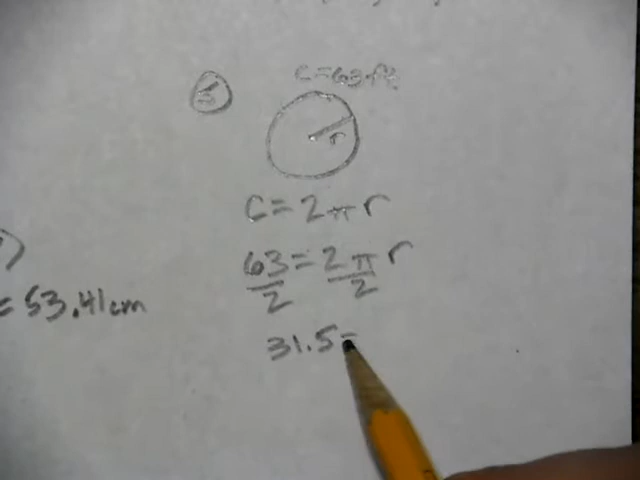 5
C=63 ft
r
C=2πr
63=2πr
2 2
31.5=
)
=53.41cm